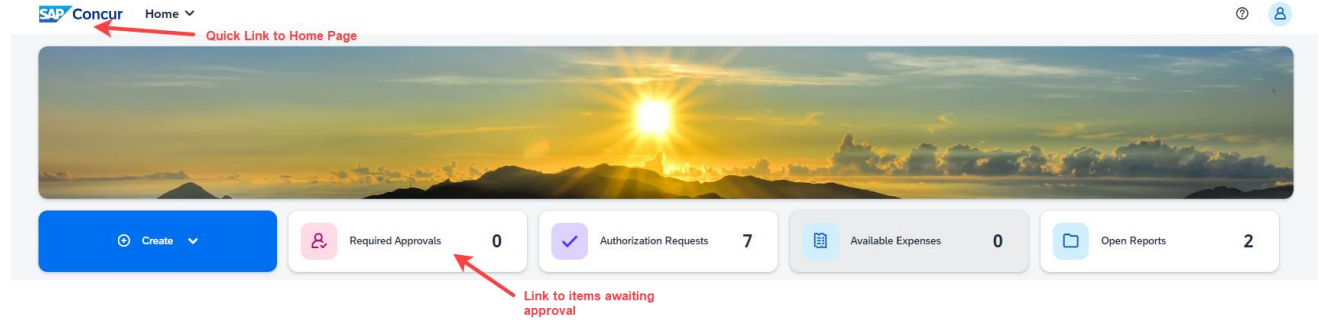 SAP Concur Home
Quick Link to Home Page
Create
Required Approvals 0
Authorization Requests 7
Available Expenses 0
Open Reports 2
Link to items awaiting
approval